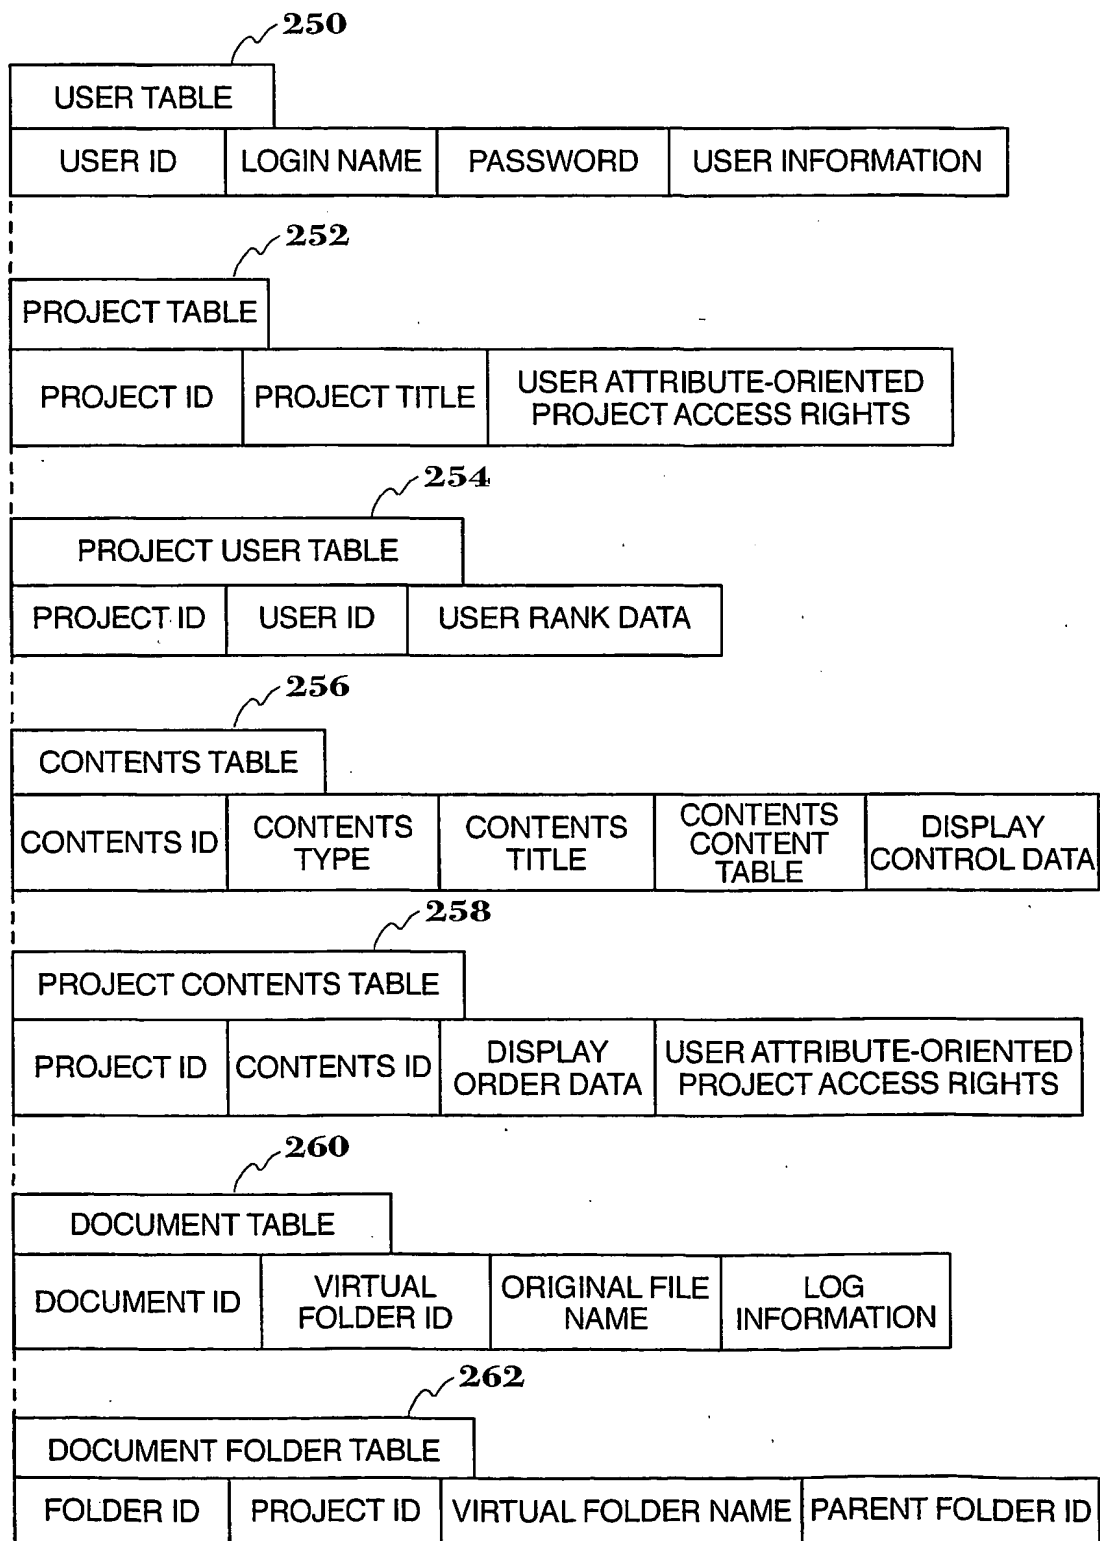 250
USER TABLE
USER ID LOGIN NAME PASSWORD USER INFORMATION
252
PROJECT TABLE
PROJECT ID PROJECT TITLE USER ATTRIBUTE-ORIENTED
PROJECT ACCESS RIGHTS
254
PROJECT USER TABLE
PROJECT ID USER ID USER RANK DATA
256
CONTENTS TABLE
CONTENTS ID
CONTENTS
TYPE
CONTENTS
TITLE
CONTENTS
CONTENT
TABLE
DISPLAY
CONTROL DATA
258
PROJECT CONTENTS TABLE
PROJECT ID
CONTENTS ID
DISPLAY
ORDER DATA
USER ATTRIBUTE-ORIENTED
PROJECT ACCESS RIGHTS
260
DOCUMENT TABLE
DOCUMENT ID
VIRTUAL
FOLDER ID
ORIGINAL FILE
NAME
LOG
INFORMATION
262
DOCUMENT FOLDER TABLE
FOLDER ID PROJECT ID VIRTUAL FOLDER NAME PARENT FOLDER ID